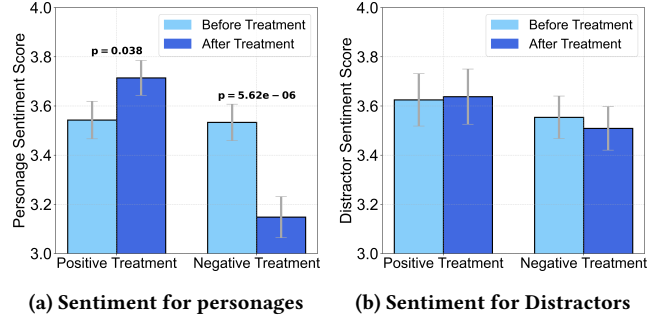 4.0
3.8
3.6
3.4
3.2
3.0
Personage Sentiment Score
Before Treatment
After Treatment
p = 0.038
p = 5.62e − 06
Positive Treatment
Negative Treatment
(a) Sentiment for personages
4.0
3.8
3.6
3.4
3.2
3.0
Distractor Sentiment Score
Before Treatment
After Treatment
Positive Treatment
Negative Treatment
(b) Sentiment for Distractors